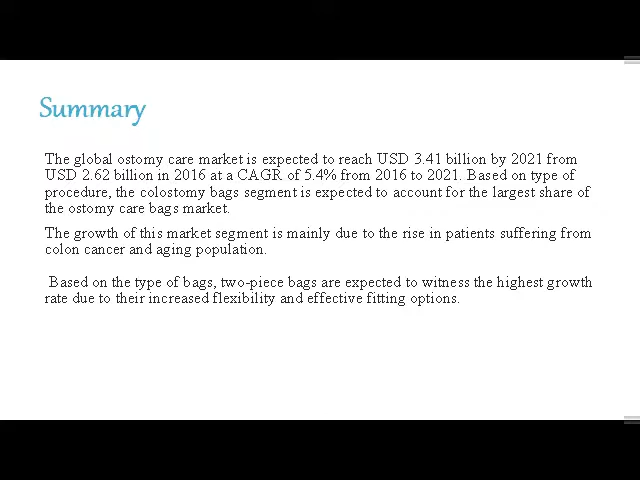 Summary
The global ostomy care market is expected to reach USD 3.41 billion by 2021 from
USD 2.62 billion in 2016 at a CAGR of 5.4% from 2016 to 2021. Based on type of
procedure, the colostomy bags segment is expected to account for the largest share of
the ostomy care bags market.
The growth of this market segment is mainly due to the rise in patients suffering from
colon cancer and aging population.
Based on the type of bags, two-piece bags are expected to witness the highest growth
rate due to their increased flexibility and effective fitting options.